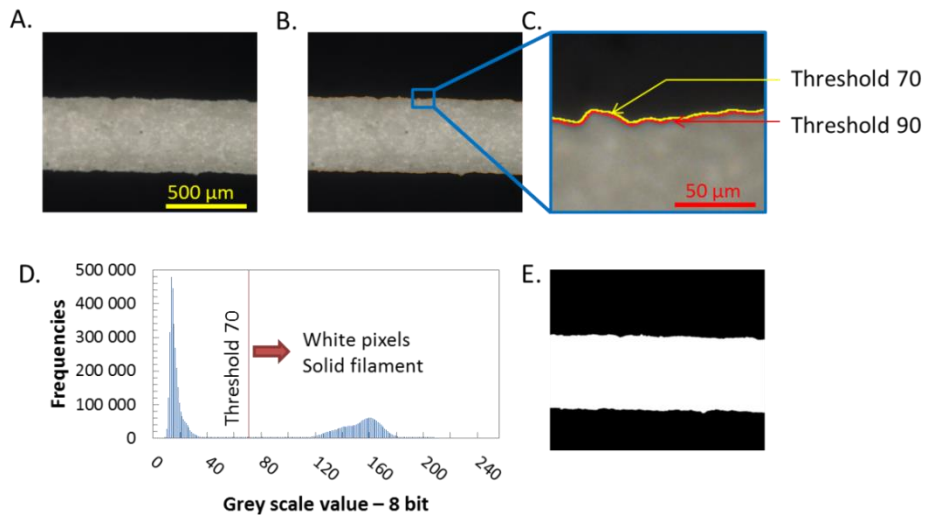 A.
B.
C.
500 µm
50 µm
Threshold 70
Threshold 90
D.
Frequencies
500 000
400 000
300 000
200 000
100 000
0
Threshold 70
White pixels
Solid filament
0
40
80
120
160
200
240
Grey scale value – 8 bit
E.